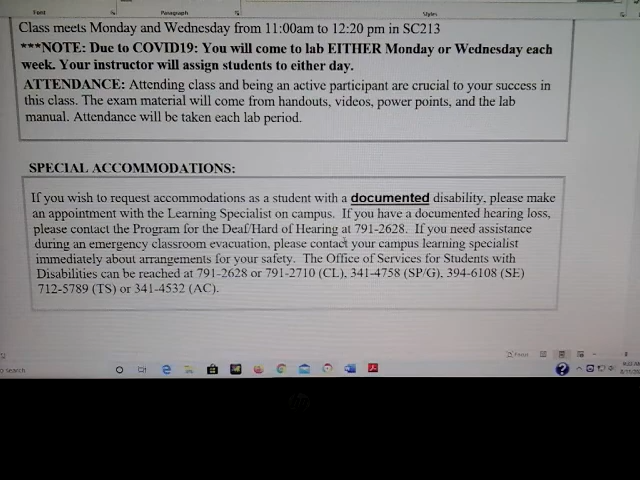 Font Paragraph Styles
Class meets Monday and Wednesday from 11:00am to 12:20 pm in SC213
***NOTE: Due to COVID19: You will come to lab EITHER Monday or Wednesday each
week. Your instructor will assign students to either day.
ATTENDANCE: Attending class and being an active participant are crucial to your success in
this class. The exam material will come from handouts, videos, power points, and the lab
manual. Attendance will be taken each lab period.
SPECIAL ACCOMMODATIONS:
If you wish to request accommodations as a student with a documented disability, please make
an appointment with the Learning Specialist on campus. If you have a documented hearing loss,
please contact the Program for the Deaf/Hard of Hearing at 791-2628. If you need assistance
during an emergency classroom evacuation, please contact your campus learning specialist
immediately about arrangements for your safety. The Office of Services for Students with
Disabilities can be reached at 791-2628 or 791-2710 (CL), 341-4758 (SP/G), 394-6108 (SE)
712-5789 (TS) or 341-4532 (AC).
Focus
search